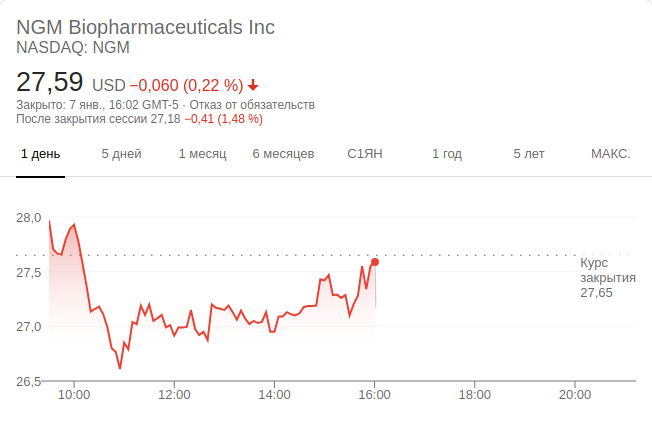 NGM Biopharmaceuticals Inc
NASDAQ: NGM
27,59 USD −0,060 (0,22 %)
Закрыто: 7 янв., 16:02 GMT-5 · Отказ от обязательств
После закрытия сессии 27,18 −0,41 (1,48 %)
1 день 5 дней 1 месяц 6 месяцев С1ЯН 1 год 5 лет МАКС.
28,0
27,5
27,0
26,5
Курс
закрытия
27,65
10:00 12:00 14:00 16:00 18:00 20:00